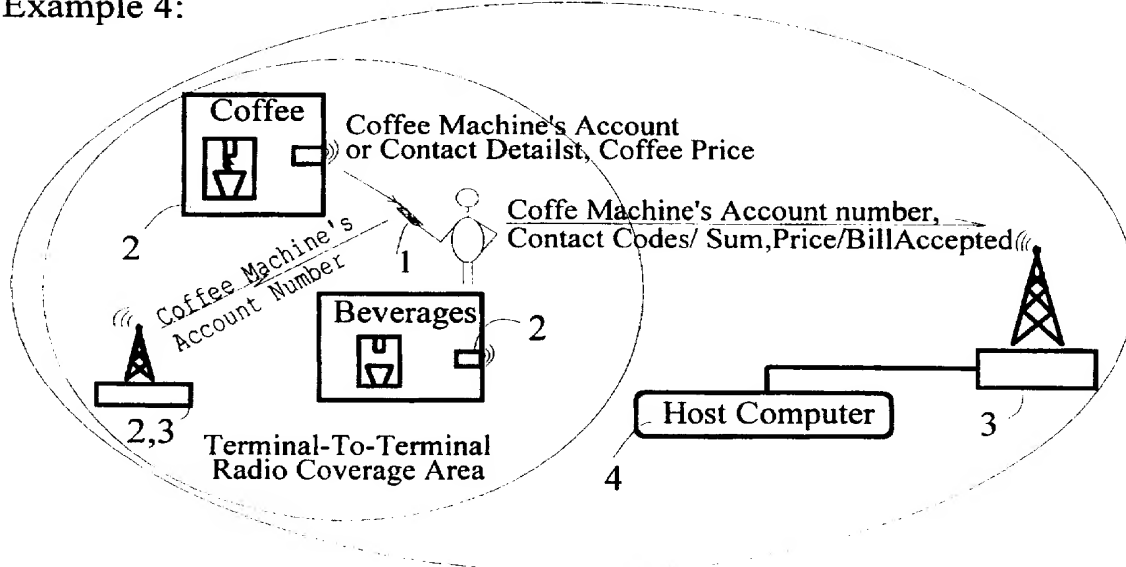 Example 4:
Coffee
Coffee Machine's Account
or Contact Detailst, Coffee Price
2
1
Coffe Machine's Account number,
Contact Codes/ Sum,Price/BillAccepted
Coffee Machine's
Account Number
Beverages
2
2,3
Terminal-To-Terminal
Radio Coverage Area
Host Computer
4
3